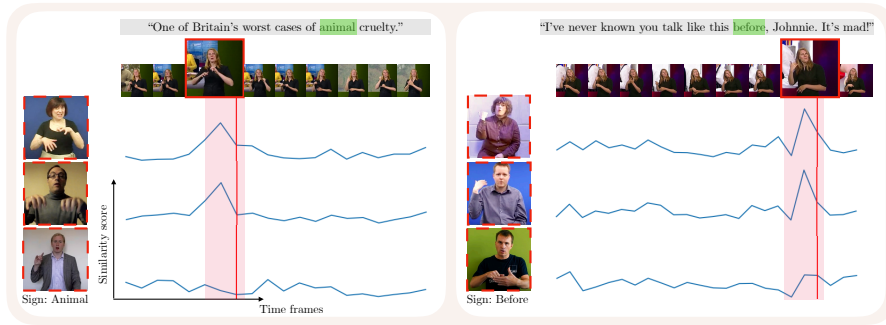 “One of Britain’s worst cases of animal cruelty.”
“I’ve never known you talk like this before, Johnnie. It’s mad!”
Similarity score
Sign: Animal
Time frames
Sign: Before